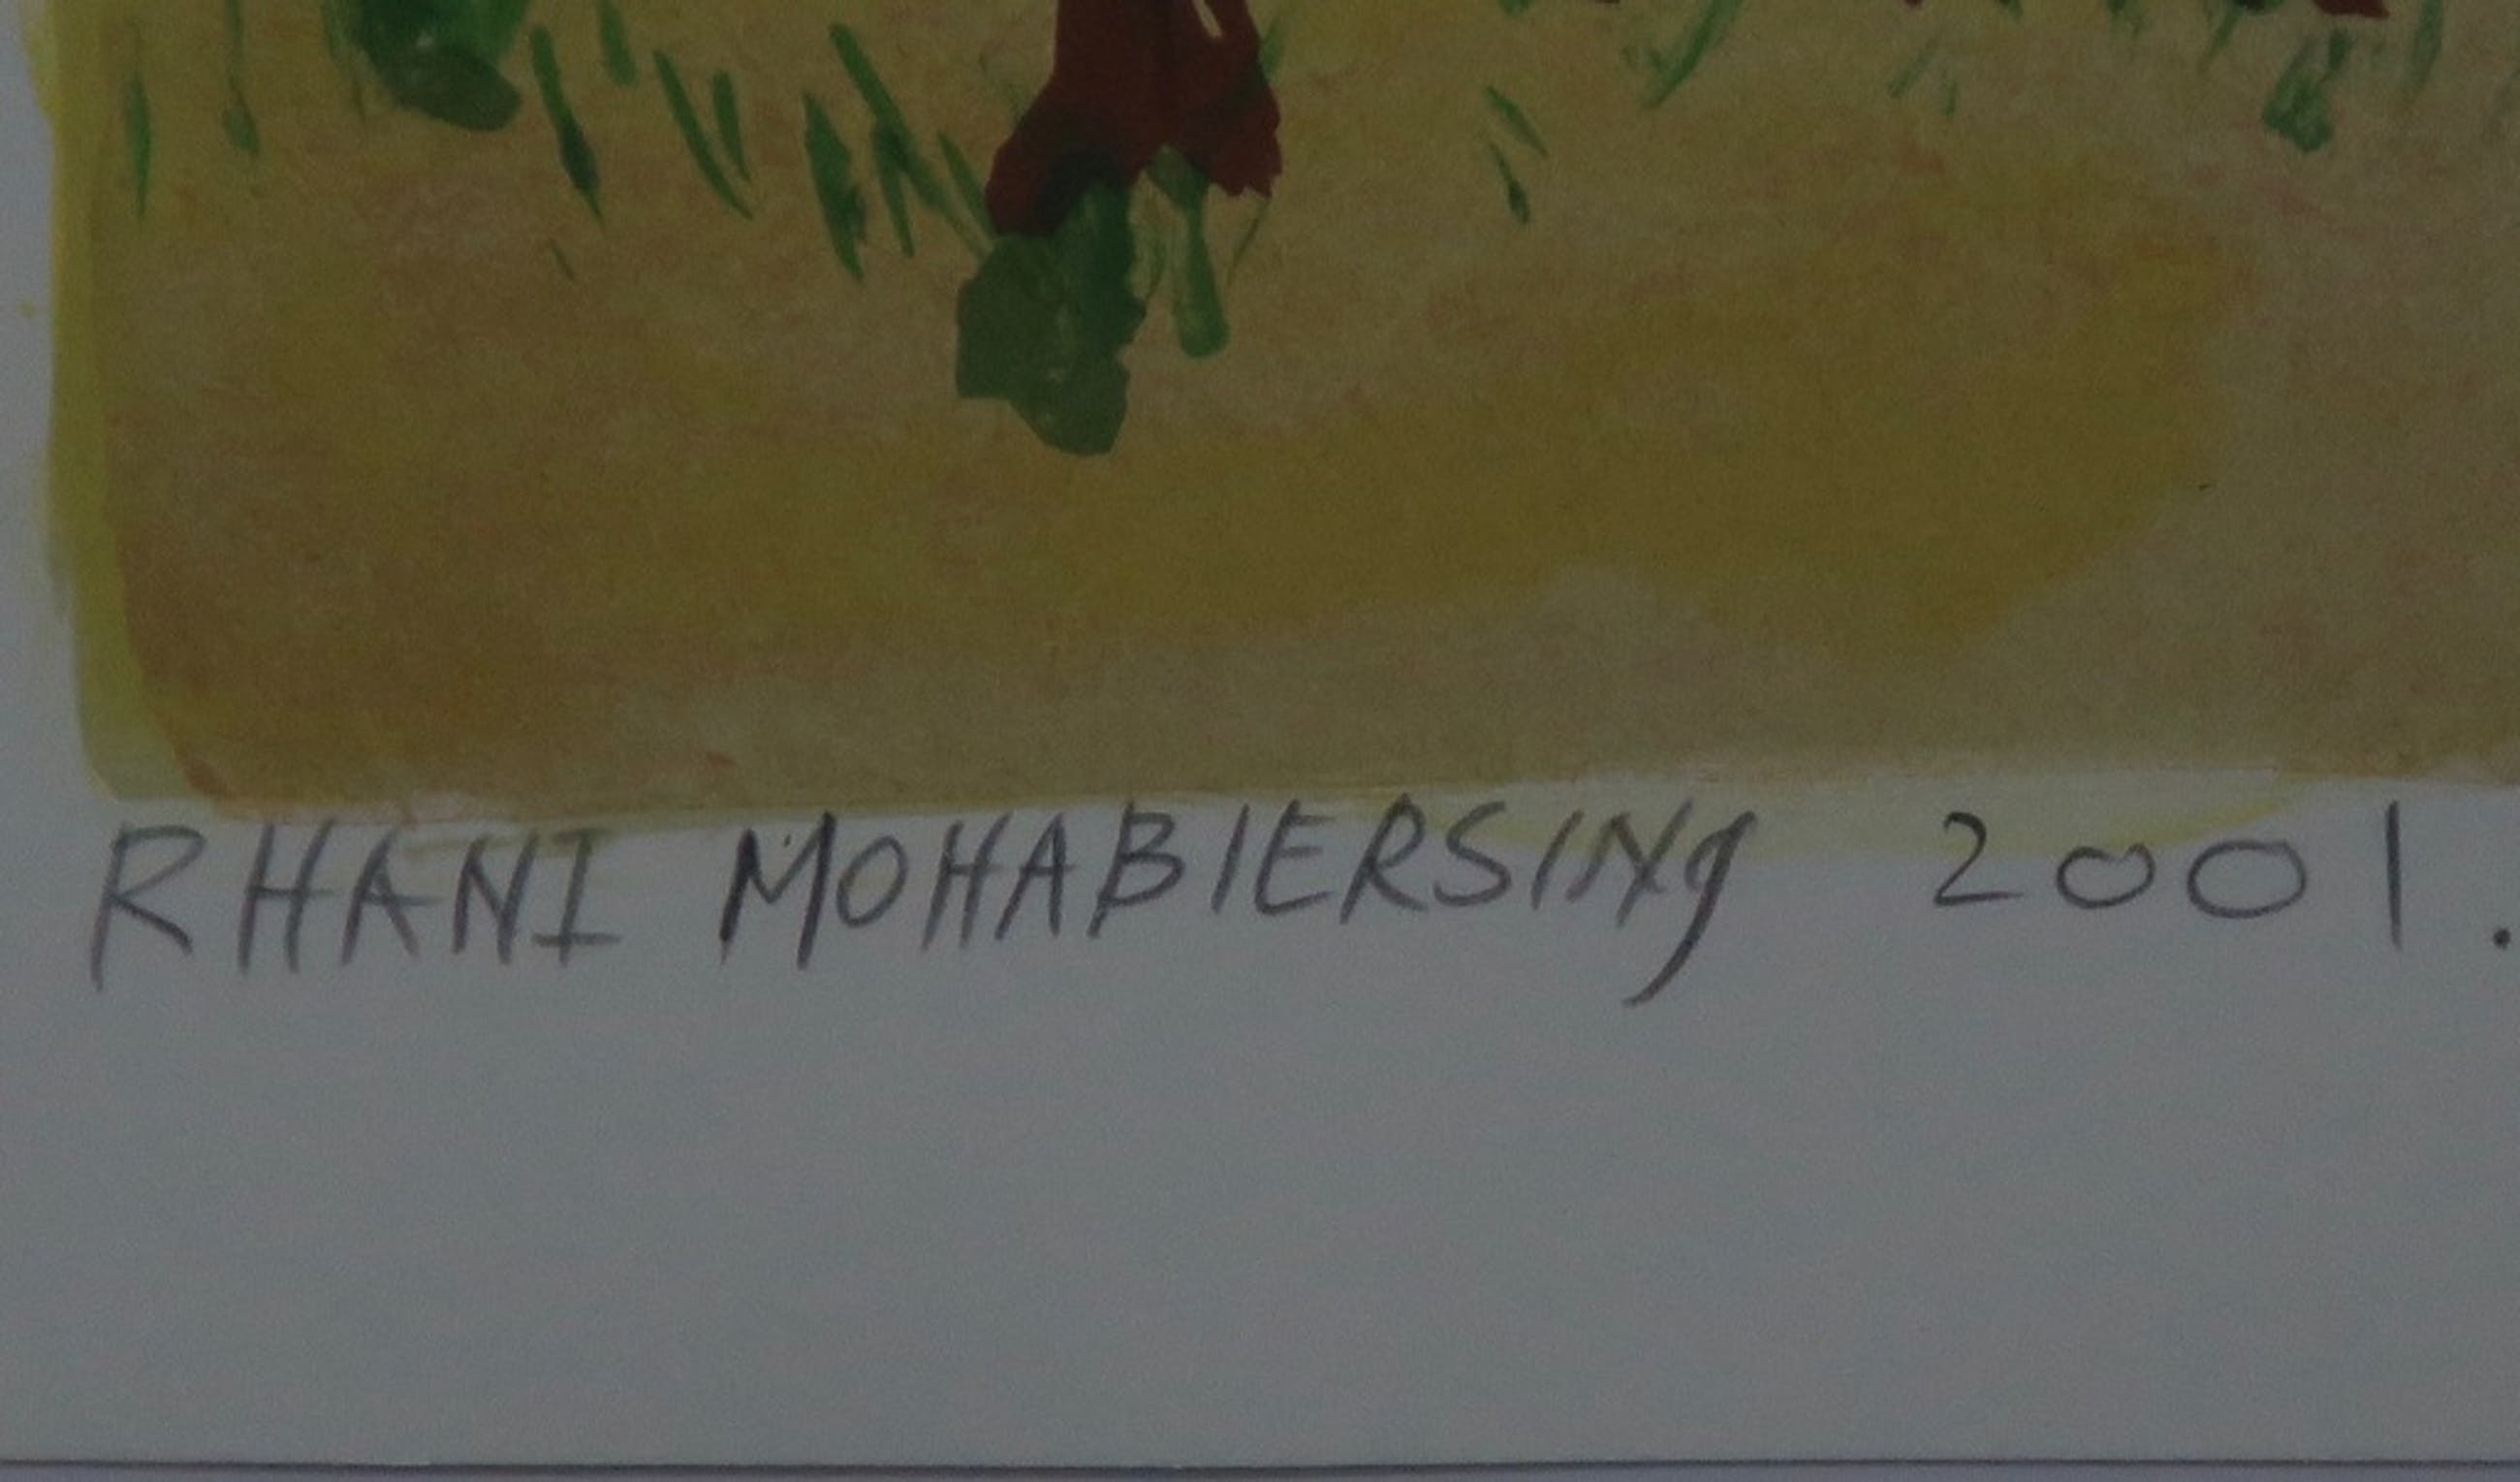 RHANI MOHABIERSINg 2001.